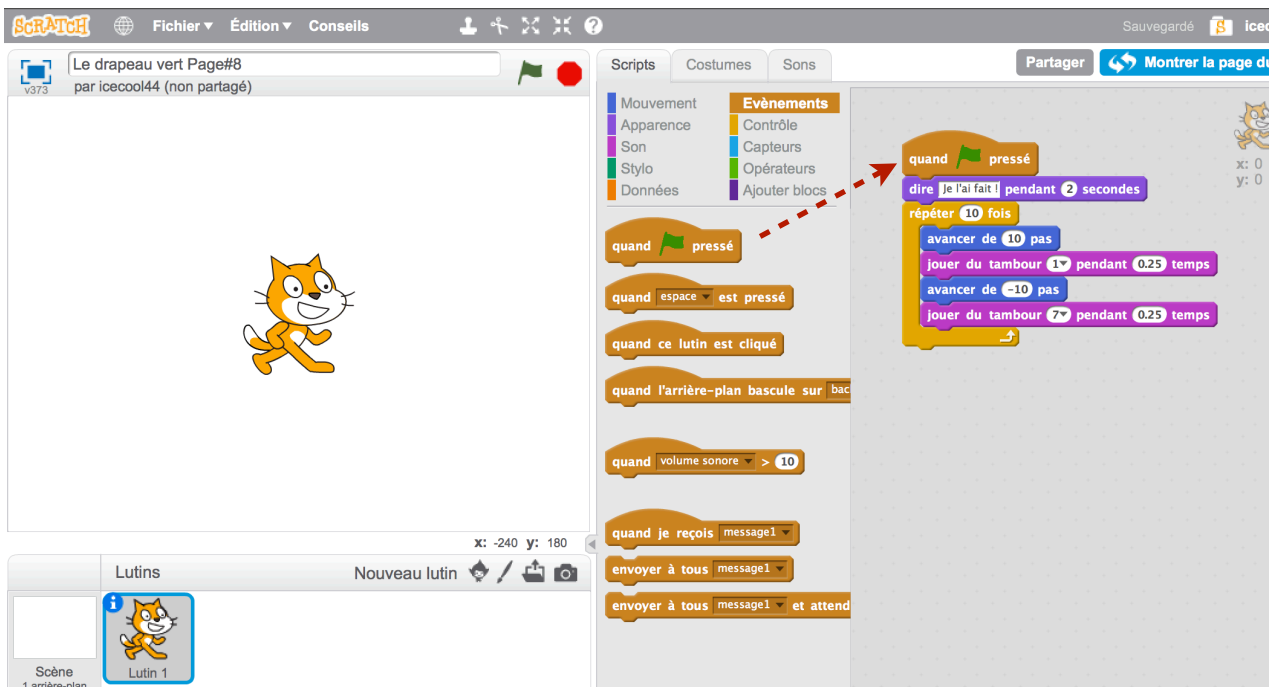 SCRATCH Fichier Édition Conseils Sauvegardé S icec
Le drapeau vert Page#8
v373 par icecool44 (non partagé)
Scripts Costumes Sons
Partager Montrer la page du
Mouvement Evènements
Apparence Contrôle
Son Capteurs
Stylo Opérateurs
Données Ajouter blocs
quand pressé
quand espace est pressé
quand ce lutin est cliqué
quand l'arrière-plan bascule sur bac
quand volume sonore > 10
quand je reçois message1
envoyer à tous message1
envoyer à tous message1 et attend
quand pressé
dire Je l'ai fait ! pendant 2 secondes
répéter 10 fois
avancer de 10 pas
jouer du tambour 1 pendant 0.25 temps
avancer de -10 pas
jouer du tambour 7 pendant 0.25 temps
x: 0
y: 0
x: -240 y: 180
Lutins Nouveau lutin
Scène
1 arrière-plan
Lutin 1